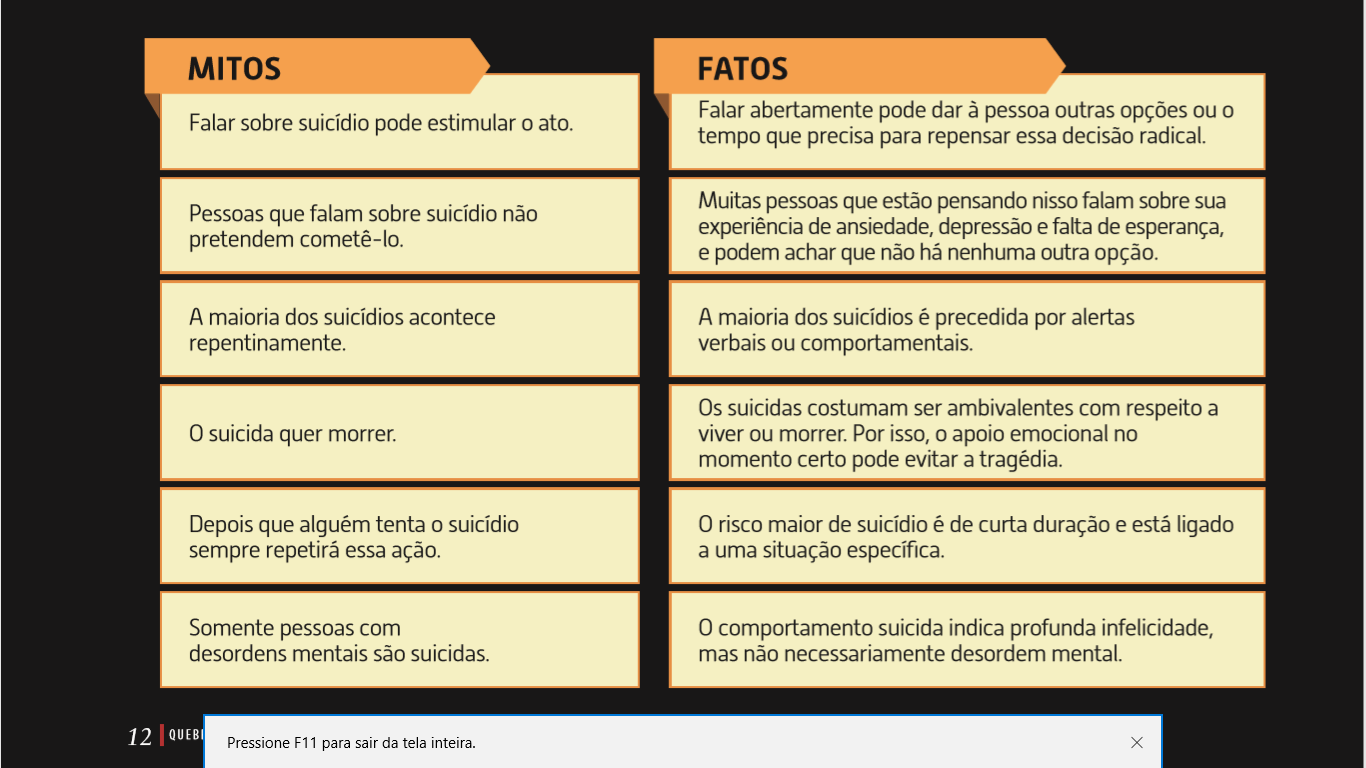 MITOS
Falar sobre suicídio pode estimular o ato.
Pessoas que falam sobre suicídio não
pretendem cometê-lo.
A maioria dos suicídios acontece
repentinamente.
O suicida quer morrer.
Depois que alguém tenta o suicídio
sempre repetirá essa ação.
Somente pessoas com
desordens mentais são suicidas.
FATOS
Falar abertamente pode dar à pessoa outras opções ou o
tempo que precisa para repensar essa decisão radical.
Muitas pessoas que estão pensando nisso falam sobre sua
experiência de ansiedade, depressão e falta de esperança,
e podem achar que não há nenhuma outra opção.
A maioria dos suicídios é precedida por alertas
verbais ou comportamentais.
Os suicidas costumam ser ambivalentes com respeito a
viver ou morrer. Por isso, o apoio emocional no
momento certo pode evitar a tragédia.
O risco maior de suicídio é de curta duração e está ligado
a uma situação específica.
O comportamento suicida indica profunda infelicidade,
mas não necessariamente desordem mental.
12
Pressione F11 para sair da tela inteira.